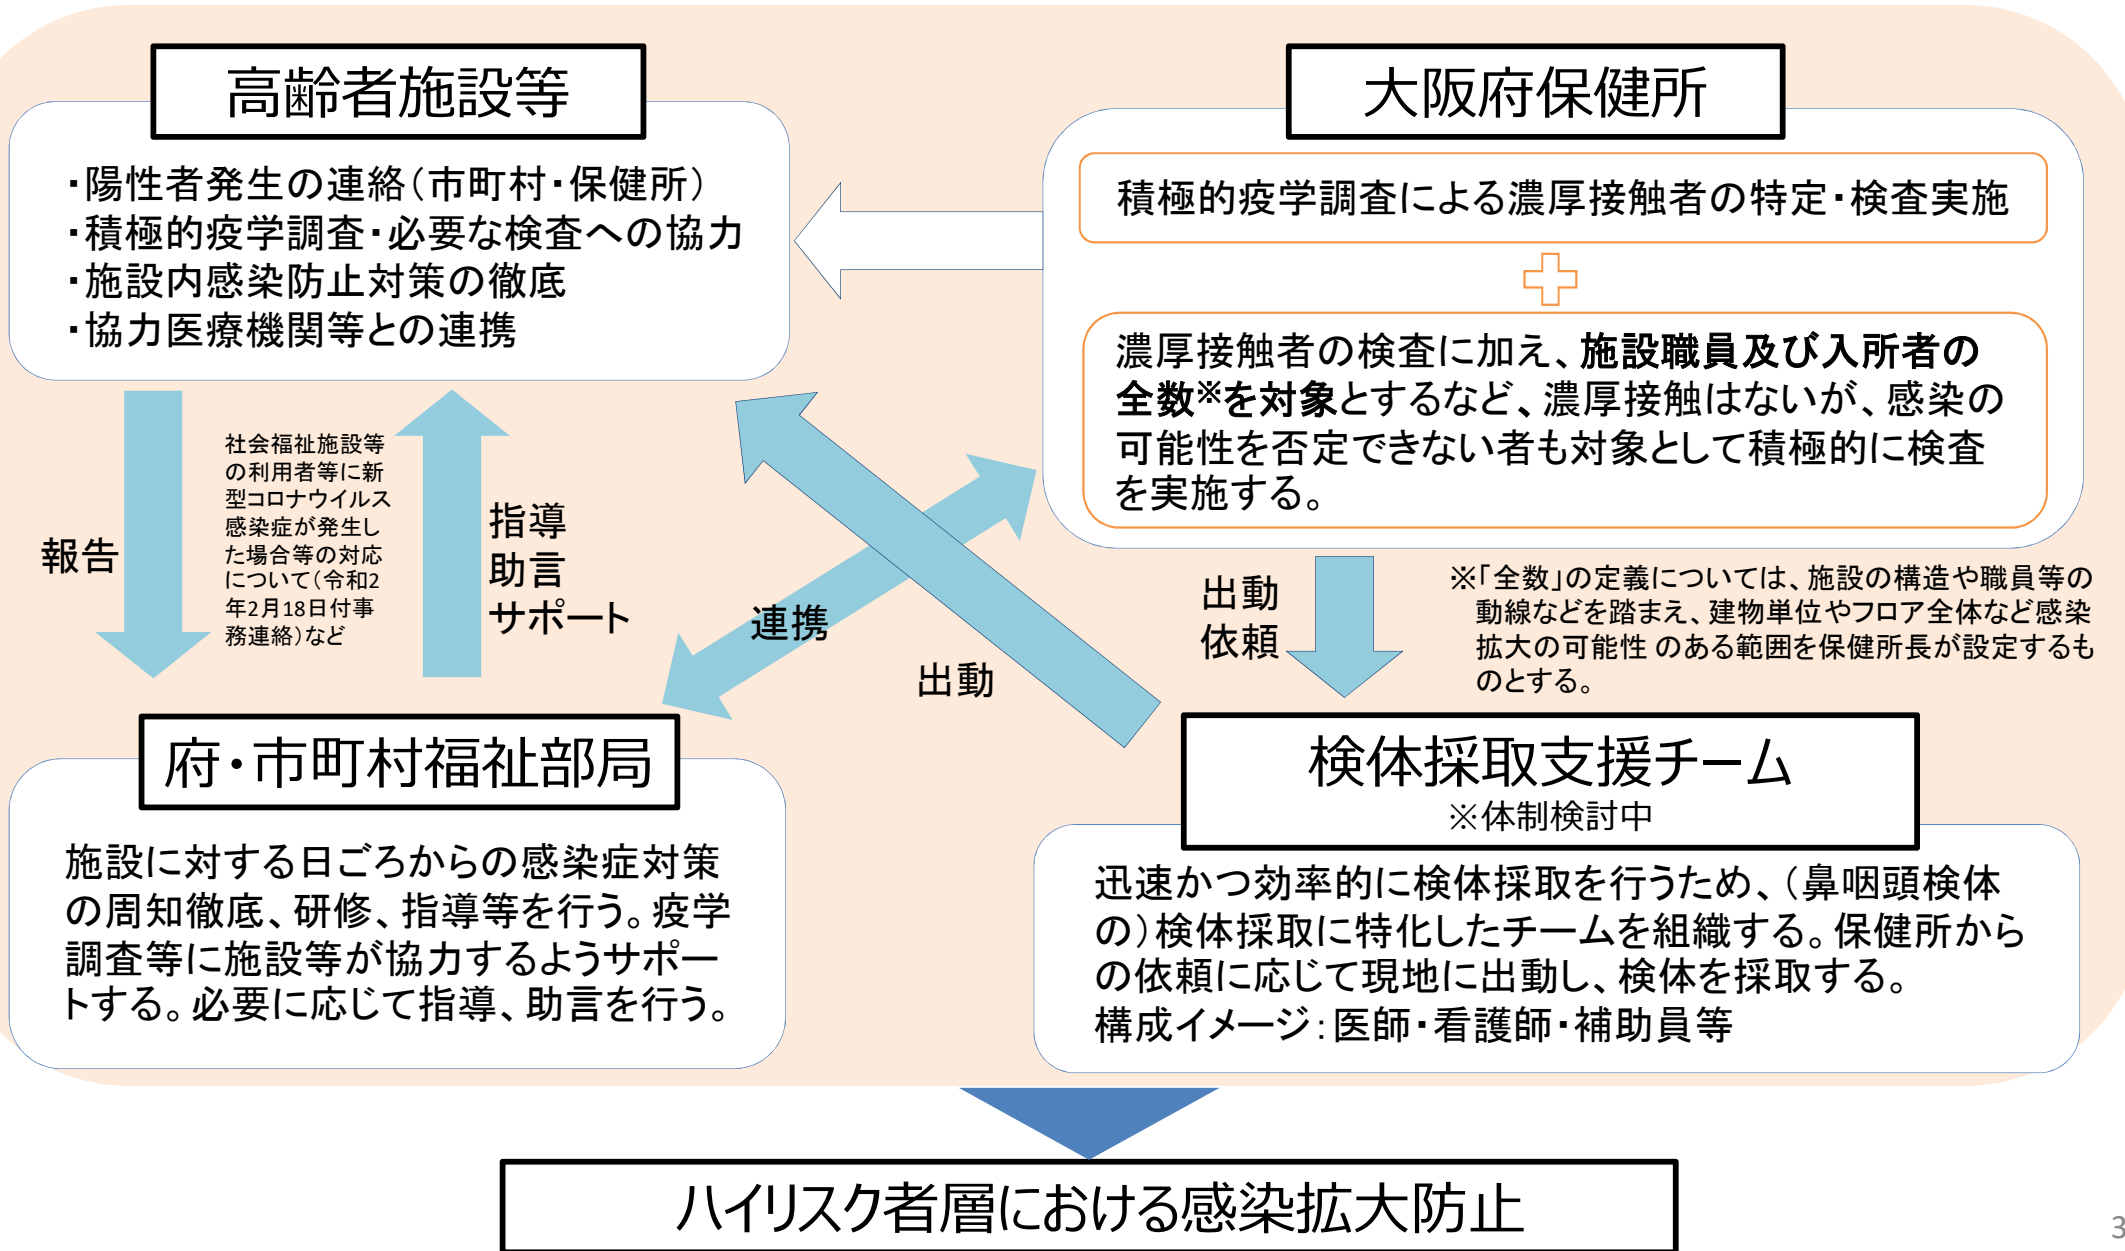 高齢者施設等
・陽性者発生の連絡（市町村・保健所）
・積極的疫学調査・必要な検査への協力
・施設内感染防止対策の徹底
・協力医療機関等との連携
大阪府保健所
積極的疫学調査による濃厚接触者の特定・検査実施
濃厚接触者の検査に加え、施設職員及び入所者の
全数※を対象とするなど、濃厚接触はないが、感染の
可能性を否定できない者も対象として積極的に検査
を実施する。
報告
社会福祉施設等
の利用者等に新
型コロナウイルス
感染症が発生し
た場合等の対応
について（令和2
年2月18日付事
務連絡）など
指導
助言
サポート
連携
出動
出動
依頼
※「全数」の定義については、施設の構造や職員等の
動線などを踏まえ、建物単位やフロア全体など感染
拡大の可能性 のある範囲を保健所長が設定するも
のとする。
府・市町村福祉部局
施設に対する日ごろからの感染症対策
の周知徹底、研修、指導等を行う。疫学
調査等に施設等が協力するようサポー
トする。必要に応じて指導、助言を行う。
検体採取支援チーム
※体制検討中
迅速かつ効率的に検体採取を行うため、（鼻咽頭検体
の）検体採取に特化したチームを組織する。保健所から
の依頼に応じて現地に出動し、検体を採取する。
構成イメージ：医師・看護師・補助員等
ハイリスク者層における感染拡大防止
3